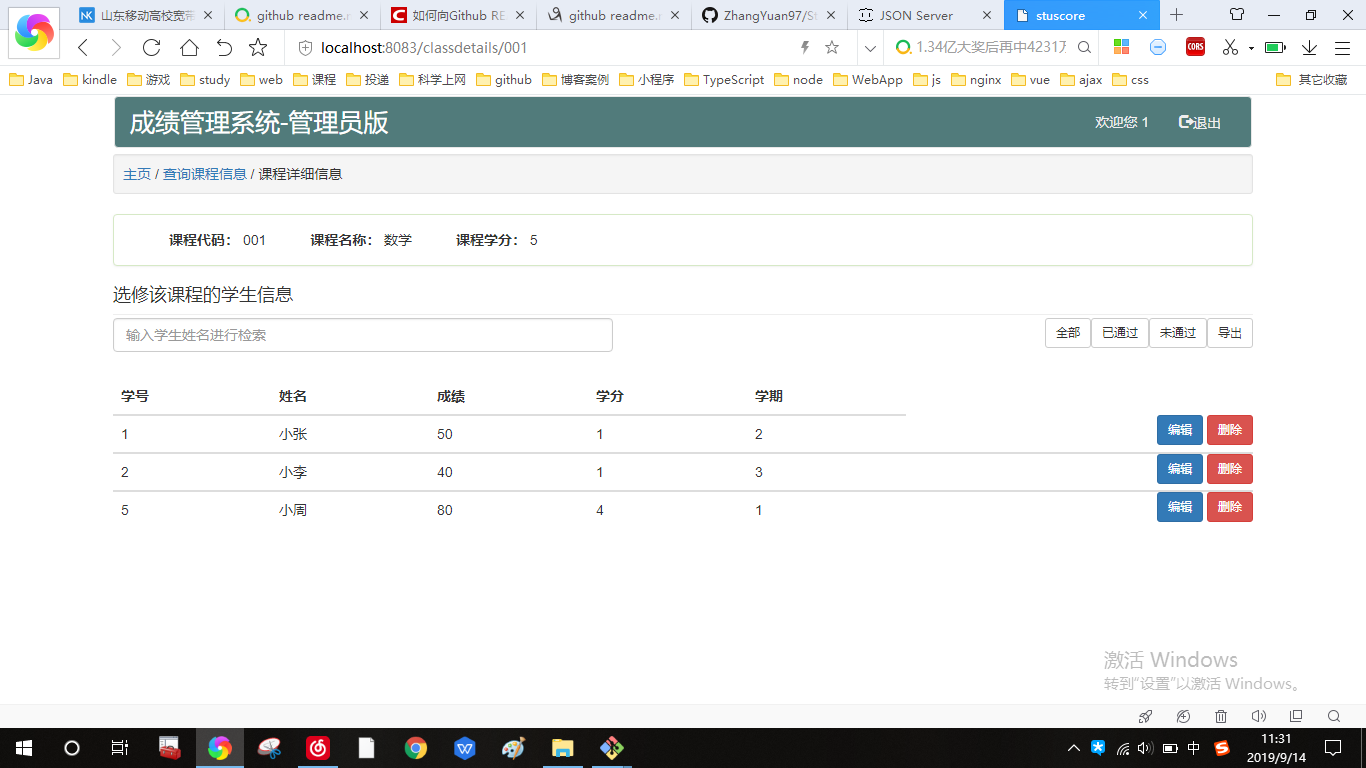 山东移动高校宽带
github readme.r
如何向Github RE
github readme.r
ZhangYuan97/St
JSON Server
stuscore
localhost:8083/classdetails/001
1.34亿大奖后再中4231万
CORS
Java
kindle
游戏
study
web
课程
投递
科学上网
github
博客案例
小程序
TypeScript
node
WebApp
js
nginx
vue
ajax
css
其它收藏
成绩管理系统-管理员版
欢迎您 1
退出
主页 / 查询课程信息 / 课程详细信息
课程代码： 001 课程名称： 数学 课程学分： 5
选修该课程的学生信息
输入学生姓名进行检索
全部 已通过 未通过 导出
学号 姓名 成绩 学分 学期
1 小张 50 1 2 编辑 删除
2 小李 40 1 3 编辑 删除
5 小周 80 4 1 编辑 删除
激活 Windows
转到"设置"以激活 Windows。
中
11:31
2019/9/14